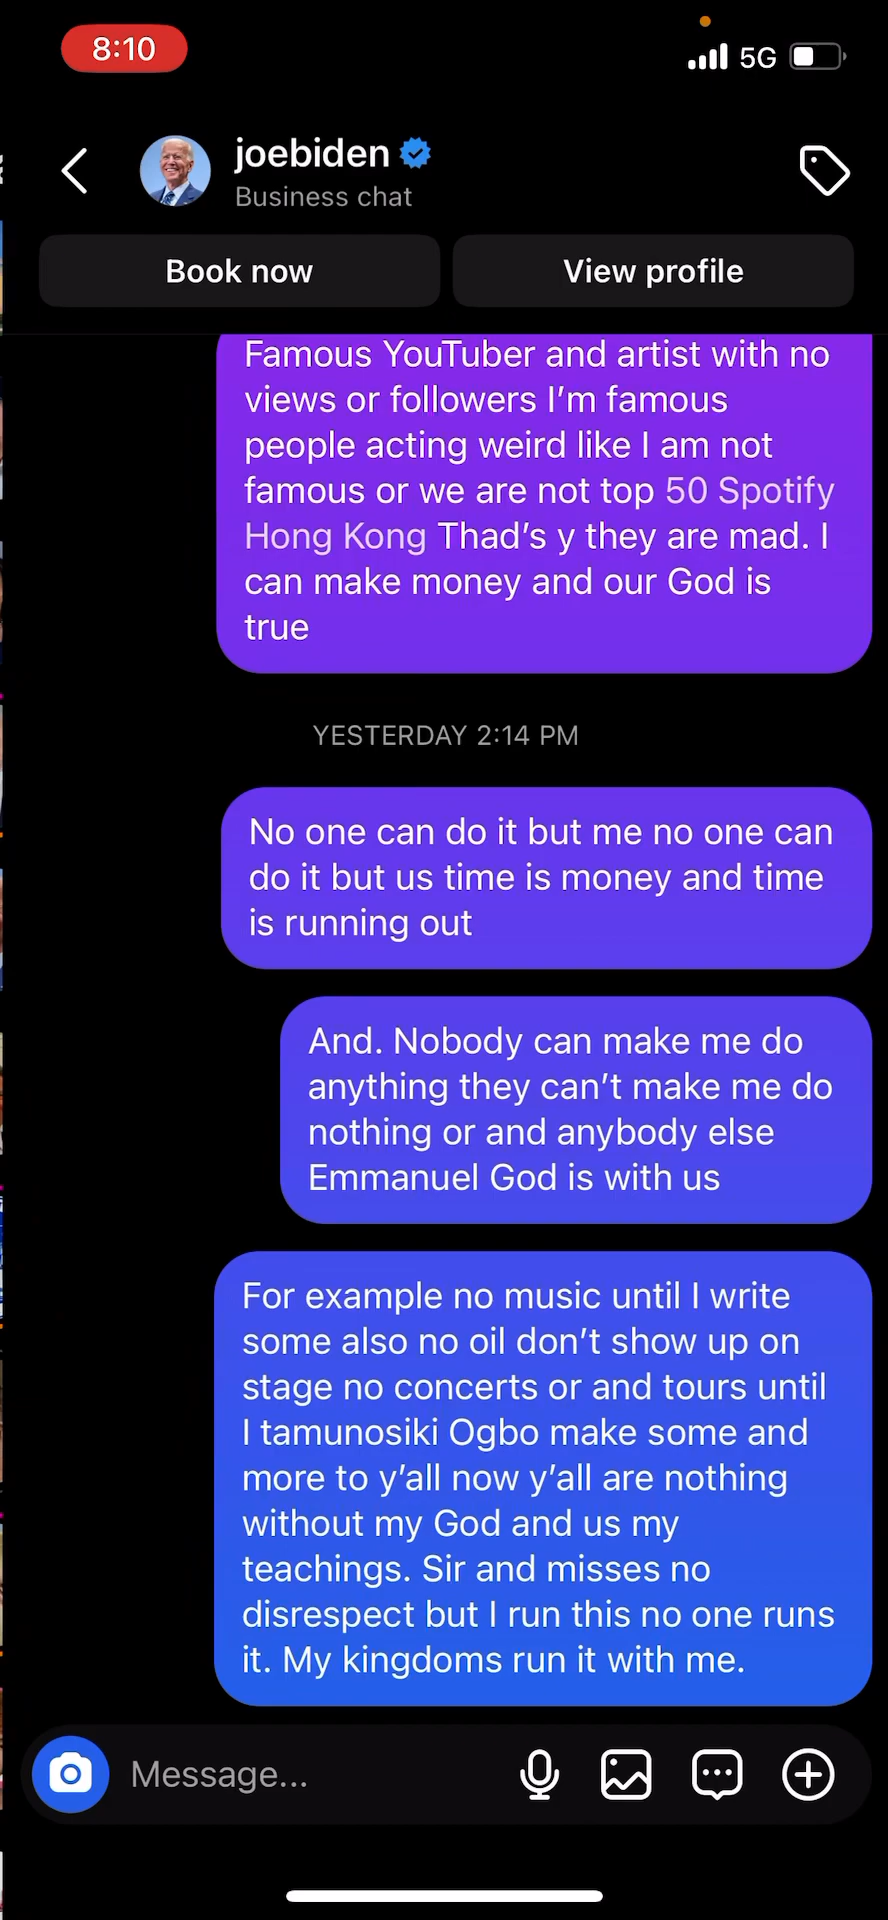 8:10
5G
joebiden
Business chat
Book now
View profile
Famous YouTuber and artist with no
views or followers I’m famous
people acting weird like I am not
famous or we are not top 50 Spotify
Hong Kong Thad’s y they are mad. I
can make money and our God is
true
YESTERDAY 2:14 PM
No one can do it but me no one can
do it but us time is money and time
is running out
And. Nobody can make me do
anything they can’t make me do
nothing or and anybody else
Emmanuel God is with us
For example no music until I write
some also no oil don’t show up on
stage no concerts or and tours until
I tamunosiki Ogbo make some and
more to y’all now y’all are nothing
without my God and us my
teachings. Sir and misses no
disrespect but I run this no one runs
it. My kingdoms run it with me.
Message...